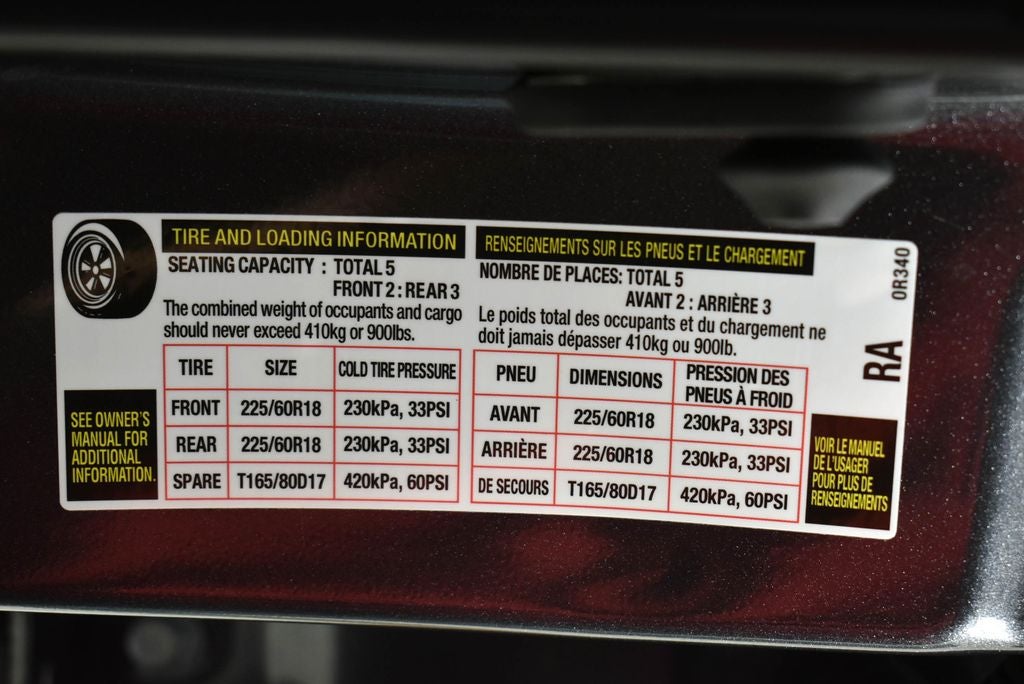 TIRE AND LOADING INFORMATION
SEATING CAPACITY : TOTAL 5
FRONT 2 : REAR 3
The combined weight of occupants and cargo
should never exceed 410kg or 900lbs.
TIRE SIZE COLD TIRE PRESSURE
FRONT 225/60R18 230kPa, 33PSI
REAR 225/60R18 230kPa, 33PSI
SPARE T165/80D17 420kPa, 60PSI
SEE OWNER'S
MANUAL FOR
ADDITIONAL
INFORMATION.
RENSEIGNEMENTS SUR LES PNEUS ET LE CHARGEMENT
NOMBRE DE PLACES: TOTAL 5
AVANT 2 : ARRIÈRE 3
Le poids total des occupants et du chargement ne
doit jamais dépasser 410kg ou 900lb.
PNEU DIMENSIONS PRESSION DES
PNEUS À FROID
AVANT 225/60R18 230kPa, 33PSI
ARRIÈRE 225/60R18 230kPa, 33PSI
DE SECOURS T165/80D17 420kPa, 60PSI
VOIR LE MANUEL
DE L'USAGER
POUR PLUS DE
RENSEIGNEMENTS
0R340
RA